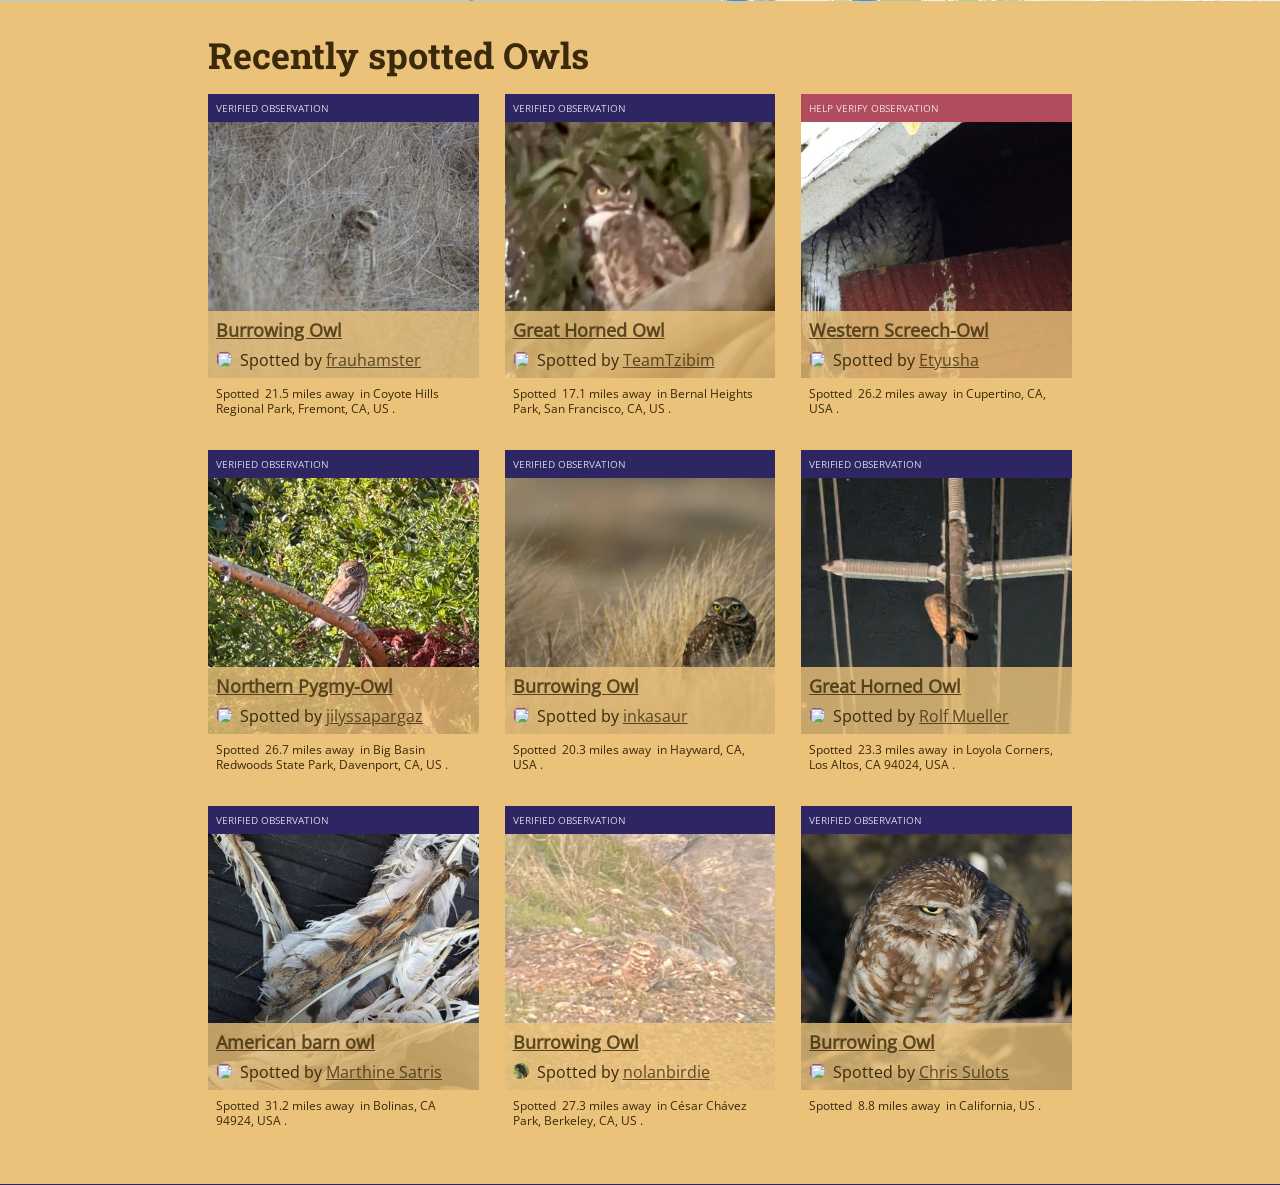 Recently spotted Owls
VERIFIED OBSERVATION
Burrowing Owl
Spotted by frauhamster
Spotted 21.5 miles away in Coyote Hills
Regional Park, Fremont, CA, US .
VERIFIED OBSERVATION
Great Horned Owl
Spotted by TeamTzibim
Spotted 17.1 miles away in Bernal Heights
Park, San Francisco, CA, US .
HELP VERIFY OBSERVATION
Western Screech-Owl
Spotted by Etyusha
Spotted 26.2 miles away in Cupertino, CA,
USA .
VERIFIED OBSERVATION
Northern Pygmy-Owl
Spotted by jilyssapargaz
Spotted 26.7 miles away in Big Basin
Redwoods State Park, Davenport, CA, US .
VERIFIED OBSERVATION
Burrowing Owl
Spotted by inkasaur
Spotted 20.3 miles away in Hayward, CA,
USA .
VERIFIED OBSERVATION
Great Horned Owl
Spotted by Rolf Mueller
Spotted 23.3 miles away in Loyola Corners,
Los Altos, CA 94024, USA .
VERIFIED OBSERVATION
American barn owl
Spotted by Marthine Satris
Spotted 31.2 miles away in Bolinas, CA
94924, USA .
VERIFIED OBSERVATION
Burrowing Owl
Spotted by nolanbirdie
Spotted 27.3 miles away in César Chávez
Park, Berkeley, CA, US .
VERIFIED OBSERVATION
Burrowing Owl
Spotted by Chris Sulots
Spotted 8.8 miles away in California, US .